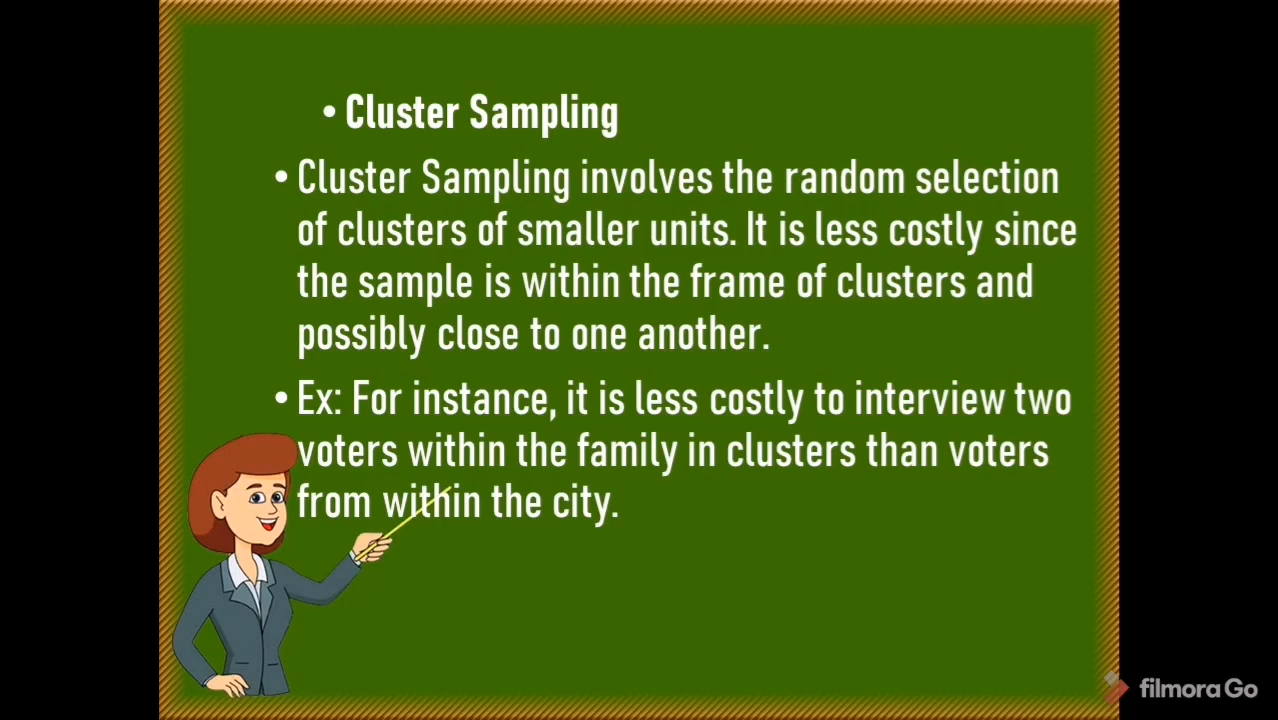 • Cluster Sampling
• Cluster Sampling involves the random selection
of clusters of smaller units. It is less costly since
the sample is within the frame of clusters and
possibly close to one another.
• Ex: For instance, it is less costly to interview two
voters within the family in clusters than voters
from within the city.
filmora Go